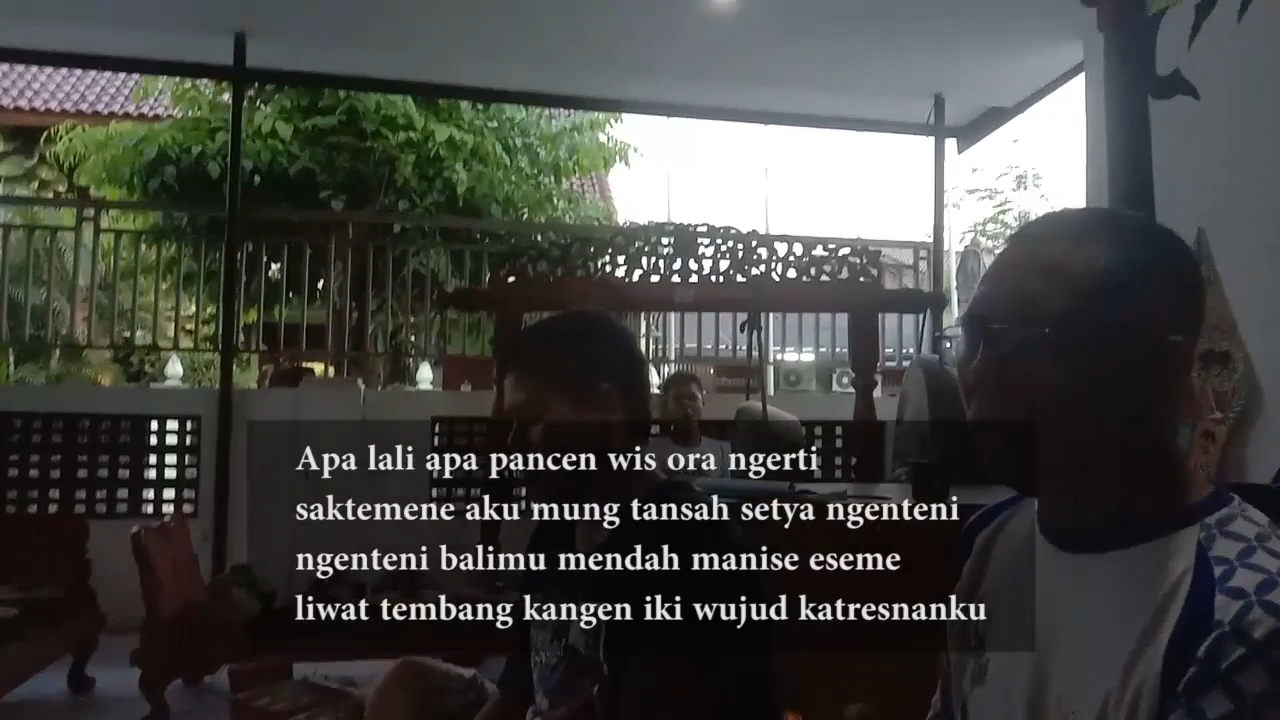 Apa lali apa pancen wis ora ngerti
saktemene aku mung tansah setya ngenteni
ngenteni balimu mendah manise eseme
liwat tembang kangen iki wujud katresnanku